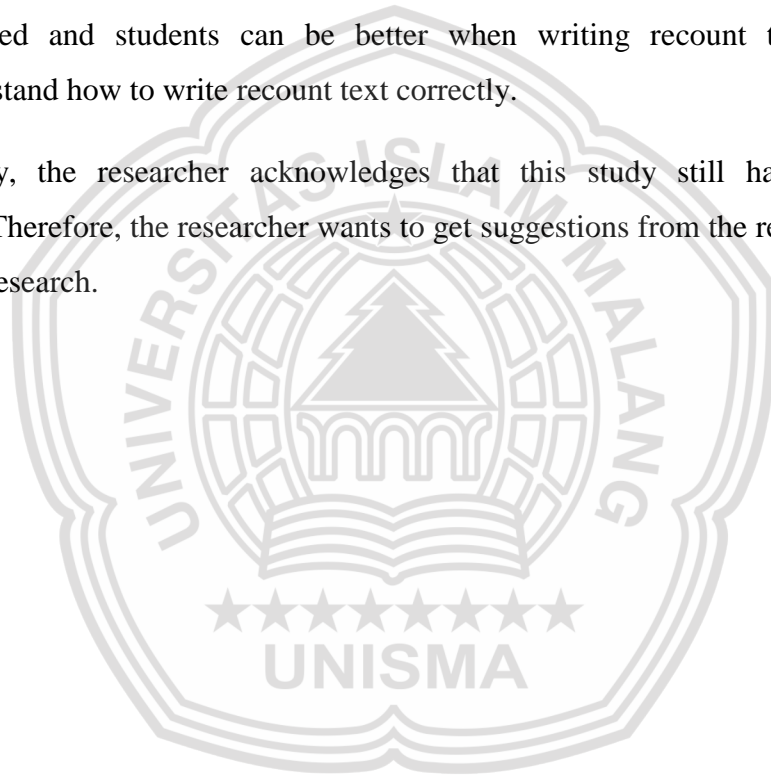 ed and students can be better when writing recount t
stand how to write recount text correctly.
y, the researcher acknowledges that this study still ha
Therefore, the researcher wants to get suggestions from the re
esearch.
UNIVERSITAS ISLAM MALANG
UNISMA